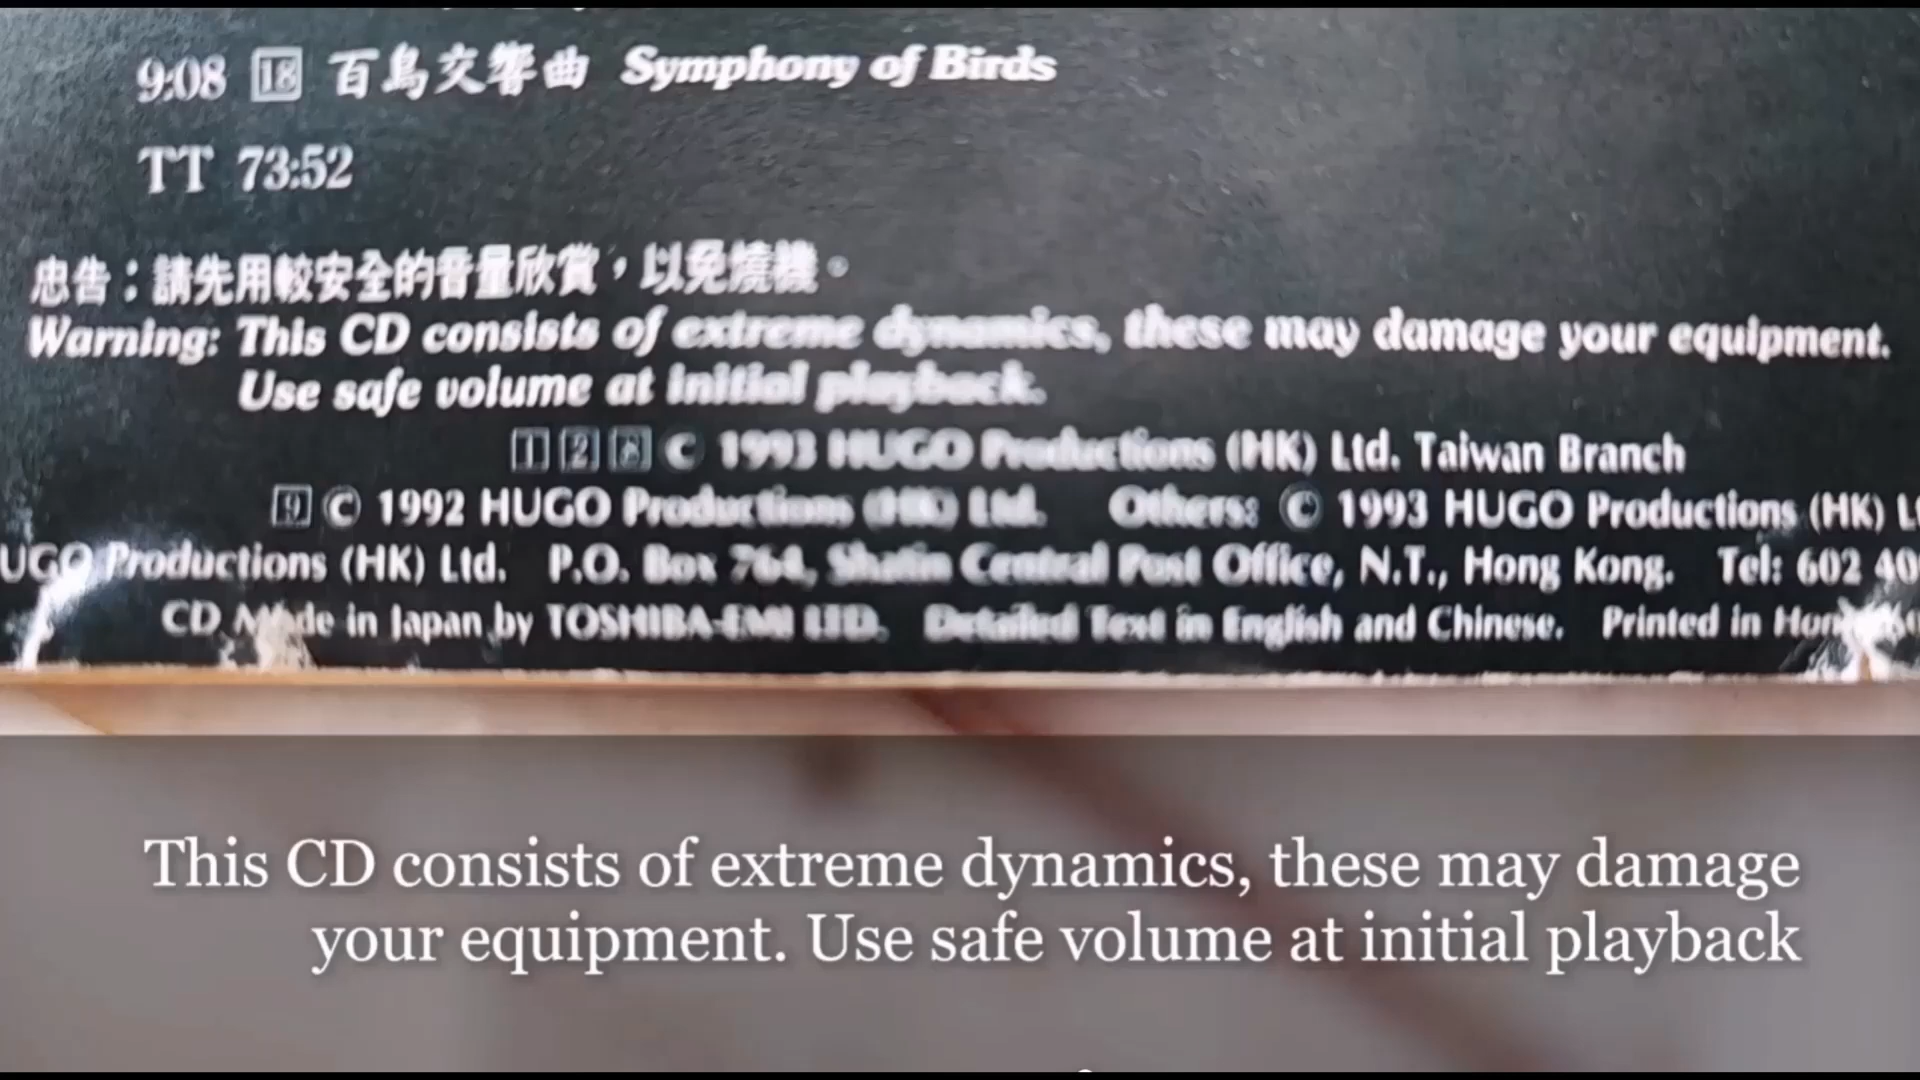 9:08 18 百鳥交響曲 Symphony of Birds
TT 73:52
忠告：請先用較安全的音量欣賞，以免燒機。
Warning: This CD consists of extreme dynamics, these may damage your equipment.
Use safe volume at initial playback.
1 2 8 © 1993 HUGO Productions (HK) Ltd. Taiwan Branch
9 © 1992 HUGO Productions (HK) Ltd. Others: © 1993 HUGO Productions (HK)
UGO Productions (HK) Ltd. P.O. Box 764, Shatin Central Post Office, N.T., Hong Kong. Tel: 602 40
CD Made in Japan by TOSHIBA-EMI LTD. Detailed Text in English and Chinese. Printed in
This CD consists of extreme dynamics, these may damage
your equipment. Use safe volume at initial playback